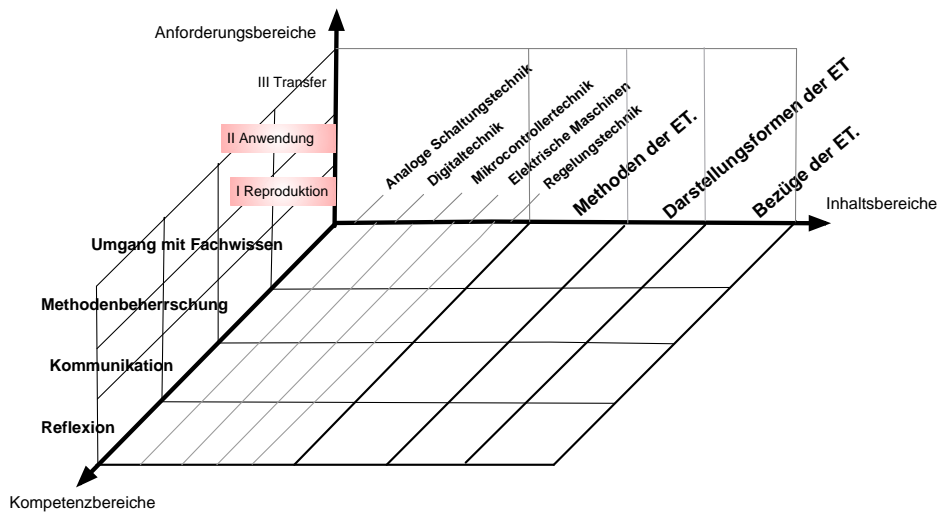 Anforderungsbereiche
III Transfer
II Anwendung
I Reproduktion
Analoge Schaltungstechnik
Digitaltechnik
Mikrocontrollertechnik
Elektrische Maschinen
Regelungstechnik
Methoden der ET.
Darstellungsformen der ET
Bezüge der ET.
Inhaltsbereiche
Umgang mit Fachwissen
Methodenbeherrschung
Kommunikation
Reflexion
Kompetenzbereiche